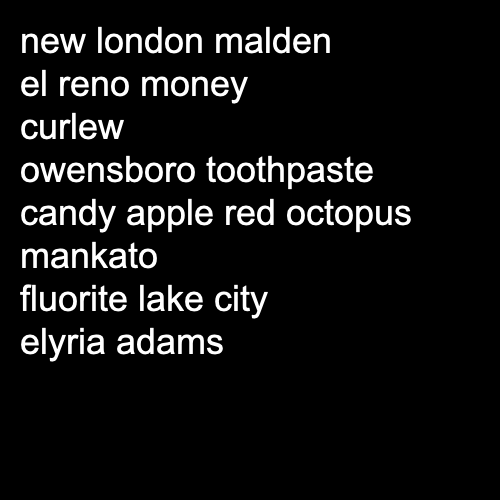 new london malden
el reno money
curlew
owensboro toothpaste
candy apple red octopus
mankato
fluorite lake city
elyria adams